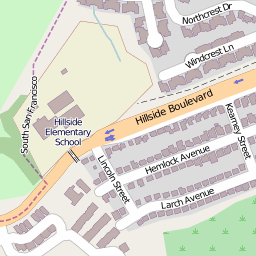 Northcrest Dr
Windcrest Ln
South San Francisco
Hillside Boulevard
Hillside
Elementary
School
Kearney Street
Hemlock Avenue
Lincoln Street
Larch Avenue